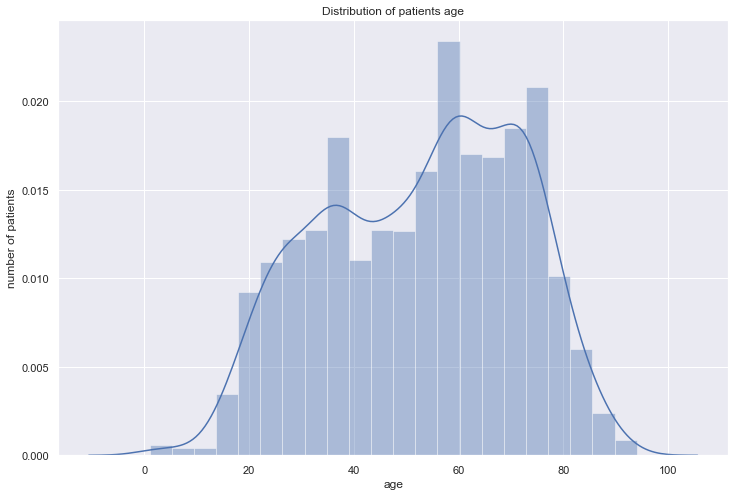 Distribution of patients age
number of patients
0.020
0.015
0.010
0.005
0.000
0 20 40 60 80 100
age